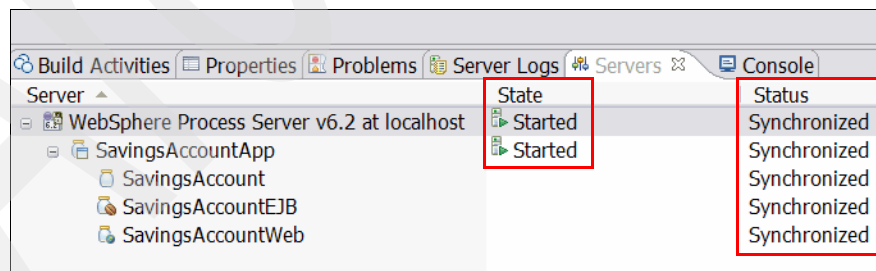 Build Activities Properties Problems Server Logs Servers Console
Server State Status
WebSphere Process Server v6.2 at localhost Started Synchronized
SavingsAccountApp Started Synchronized
SavingsAccount Synchronized
SavingsAccountEJB Synchronized
SavingsAccountWeb Synchronized